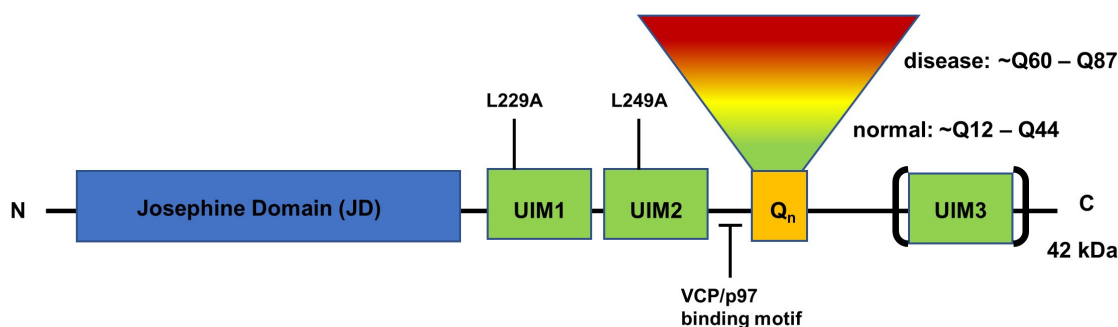 disease: ~Q60 – Q87
L229A
L249A
normal: ~Q12 – Q44
N
Josephine Domain (JD)
UIM1
UIM2
Qn
UIM3
C
42 kDa
VCP/p97
binding motif